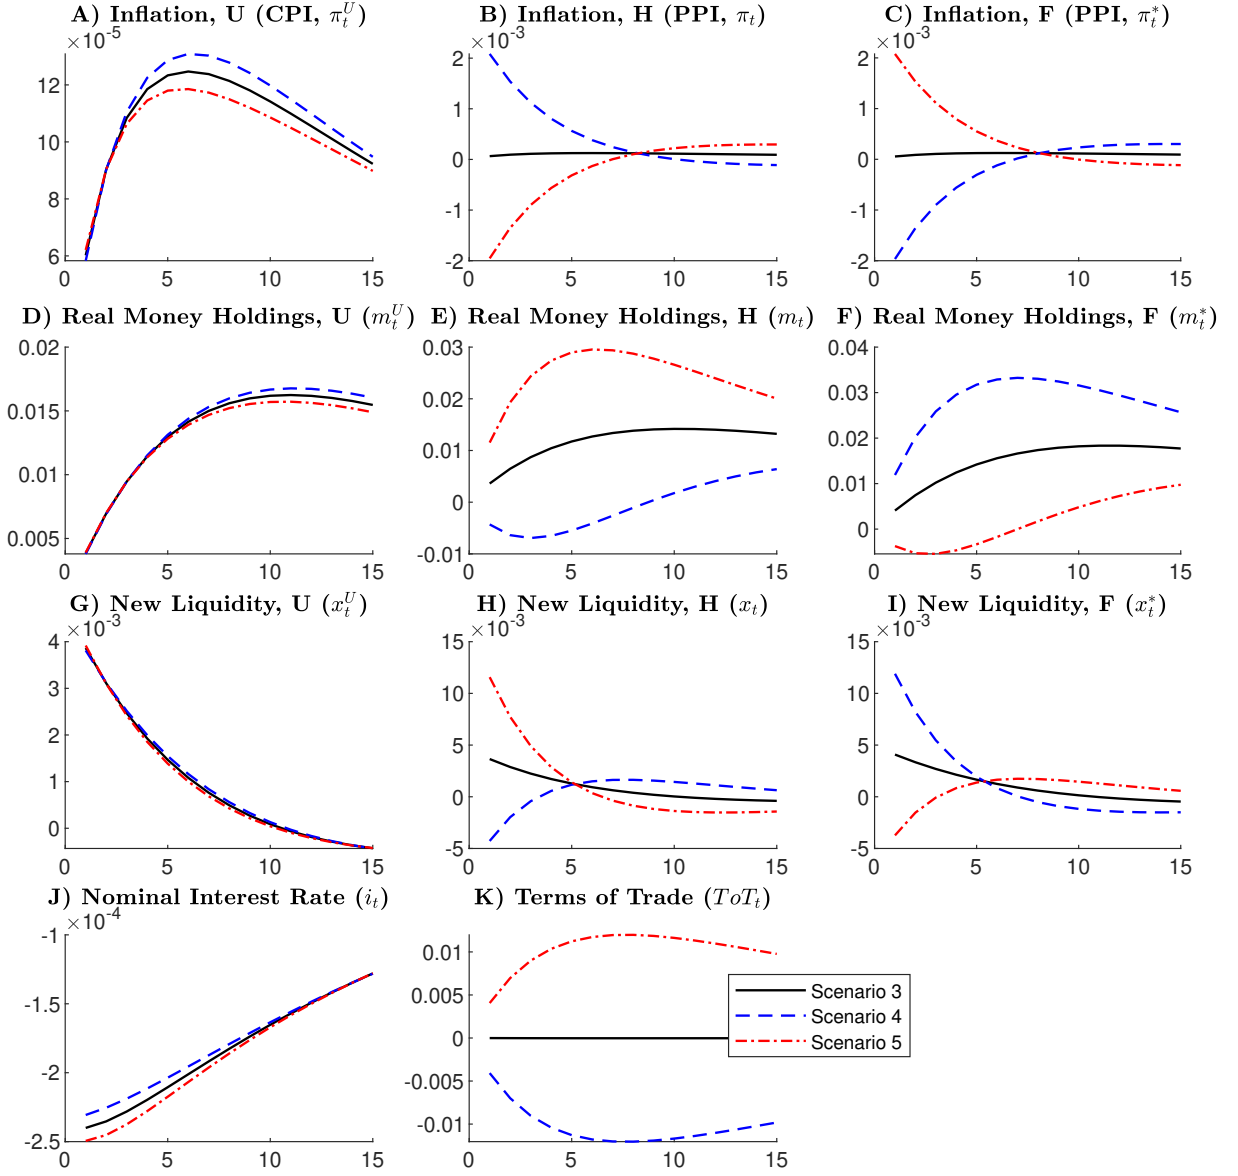 A) Inflation, U (CPI, π_t^U)
B) Inflation, H (PPI, π_t)
C) Inflation, F (PPI, π_t^*)
×10^-5
×10^-3
×10^-3
12
10
8
6
0 5 10 15
2
1
0
-1
-2
0 5 10 15
2
1
0
-1
-2
0 5 10 15
D) Real Money Holdings, U (m_t^U)
E) Real Money Holdings, H (m_t)
F) Real Money Holdings, F (m_t^*)
0.02
0.015
0.01
0.005
0 5 10 15
0.03
0.02
0.01
0
-0.01
0 5 10 15
0.04
0.03
0.02
0.01
0
0 5 10 15
G) New Liquidity, U (x_t^U)
H) New Liquidity, H (x_t)
I) New Liquidity, F (x_t^*)
×10^-3
×10^-3
×10^-3
4
3
2
1
0
0 5 10 15
15
10
5
0
-5
0 5 10 15
15
10
5
0
-5
0 5 10 15
J) Nominal Interest Rate (i_t)
K) Terms of Trade (ToT_t)
×10^-4
-1
-1.5
-2
-2.5
0 5 10 15
0.01
0.005
0
-0.005
-0.01
0 5 10 15
Scenario 3
Scenario 4
Scenario 5